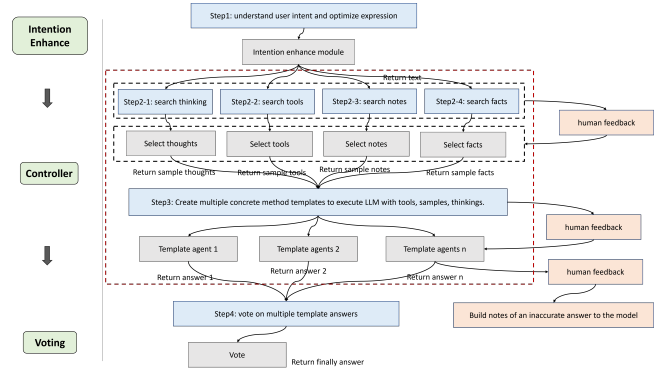 Intention
Enhance
Step1: understand user intent and optimize expression
Intention enhance module
Return text
Step2-1: search thinking
Step2-2: search tools
Step2-3: search notes
Step2-4: search facts
human feedback
Select thoughts
Select tools
Select notes
Select facts
Return sample thoughts
Return sample tools
Return sample notes
Return sample facts
Controller
Step3: Create multiple concrete method templates to execute LLM with tools, samples, thinkings.
human feedback
Template agent 1
Template agents 2
Template agents n
Return answer 1
Return answer 2
Return answer n
human feedback
Step4: vote on multiple template answers
Build notes of an inaccurate answer to the model
Voting
Vote
Return finally answer